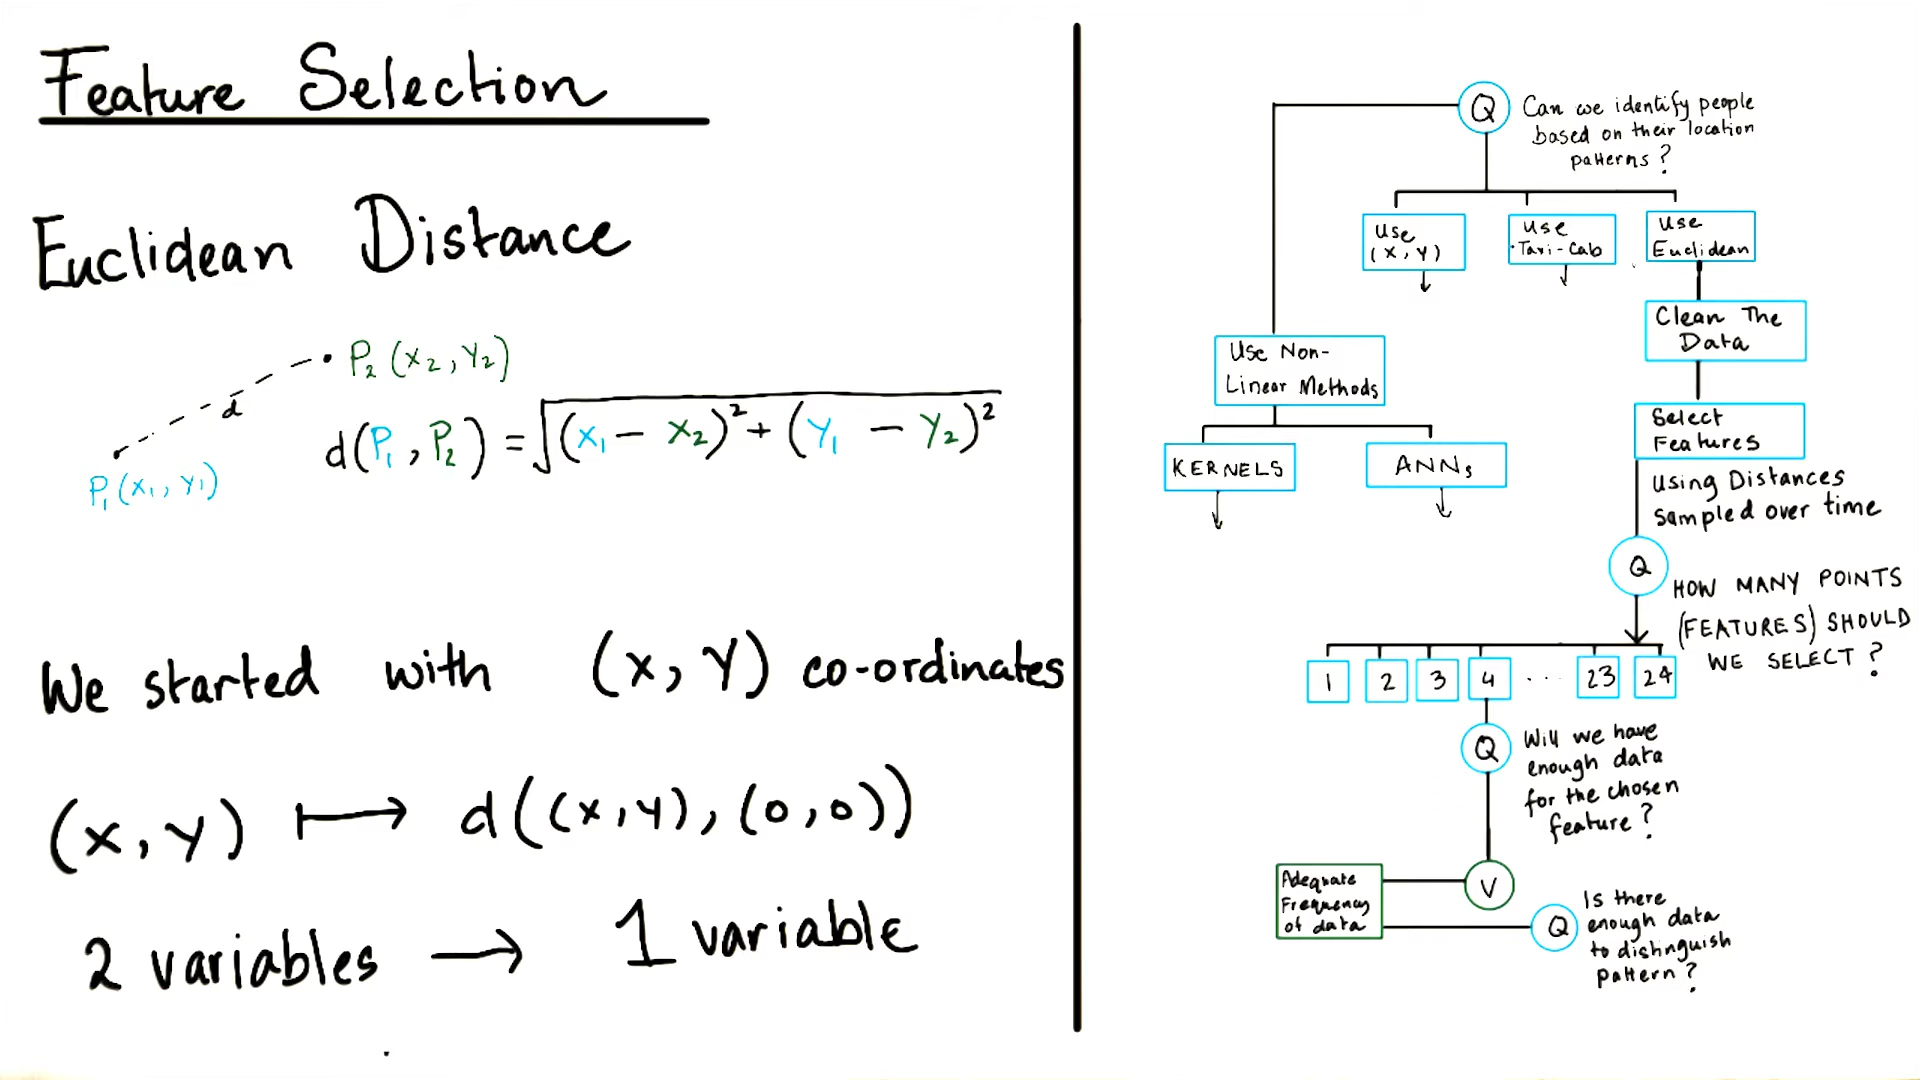 Feature Selection
Euclidean Distance
P₂ (x₂, y₂)
d
d(P₁, P₂) = √(x₁ − x₂)² + (y₁ − y₂)²
P₁ (x₁, y₁)
We started with (x, y) co-ordinates
(x, y) ⟼ d((x,y), (0,0))
2 variables → 1 variable
Q
Can we identify people
based on their location
patterns?
Use
(x, y)
Use
Taxi-Cab
Use
Euclidean
Clean The
Data
Use Non-
Linear Methods
Select
Features
KERNELS
ANNs
Using Distances
sampled over time
Q
HOW MANY POINTS
(FEATURES) SHOULD
WE SELECT?
1 2 3 4 ... 23 24
Q
Will we have
enough data
for the chosen
feature?
Adequate
Frequency
of data
V
Q
Is there
enough data
to distinguish
pattern?